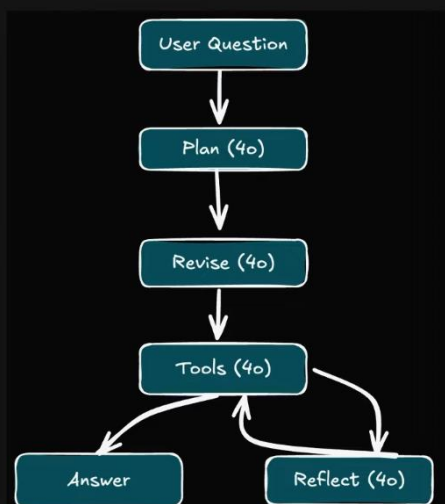 User Question
Plan (4o)
Revise (4o)
Tools (4o)
Answer
Reflect (4o)